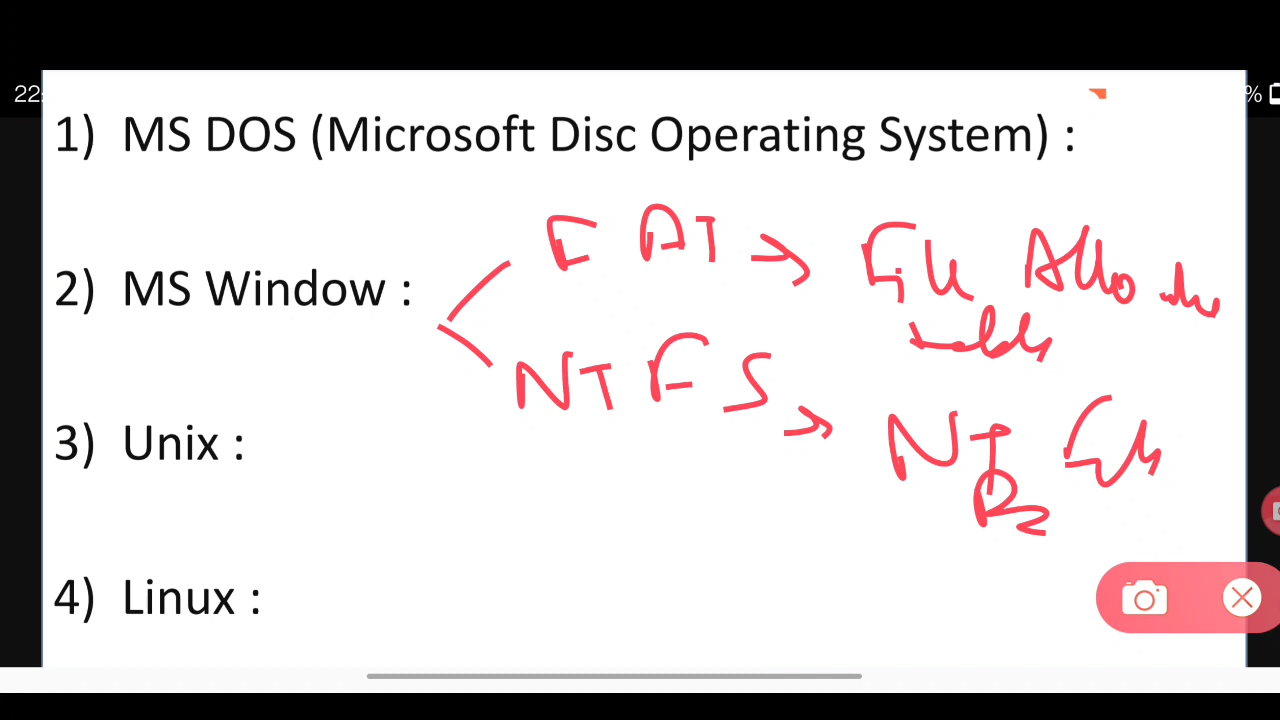 22
%
1) MS DOS (Microsoft Disc Operating System) :
FAT → File Allo
2) MS Window :
NTFS → NT File
3) Unix :
4) Linux :